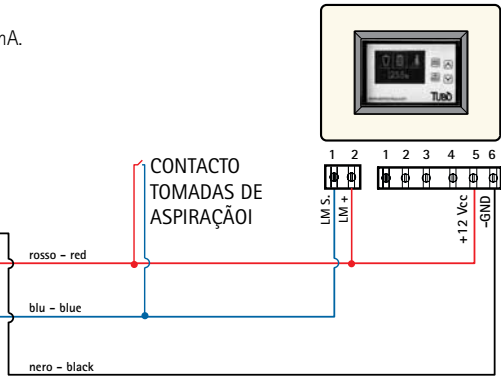 nA.
TUBÒ
1 2
1 2 3 4 5 6
CONTACTO
TOMADAS DE
ASPIRAÇÃOI
LM S.
LM +
+12 Vcc
-GND
rosso - red
blu - blue
nero - black